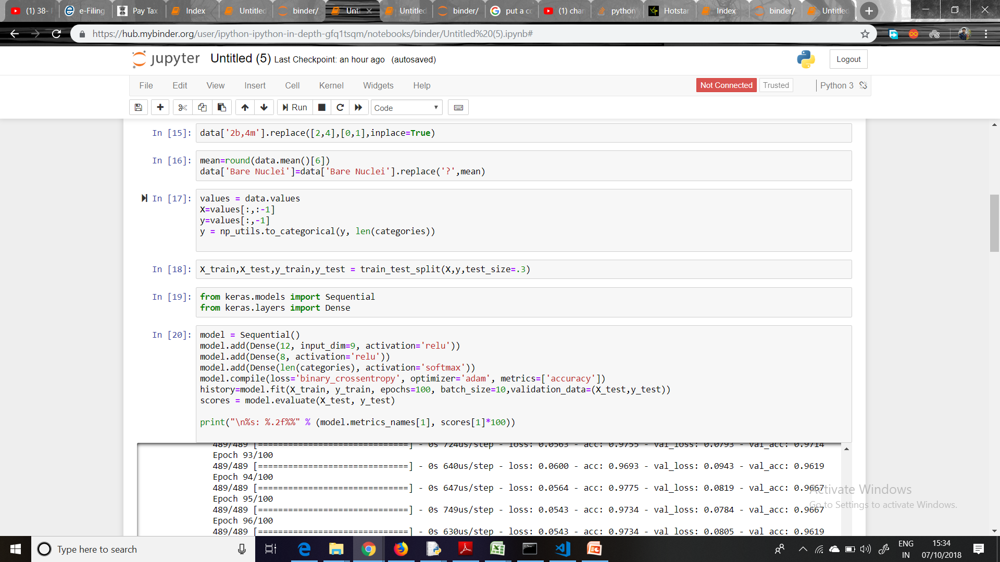 (1) 38-
e-Filing
Pay Tax
Index
Untitled
binder/
Unti
Untitled
binder/
put a co
(1) char
python
Hotstar
Index
binder/
Untitled
https://hub.mybinder.org/user/ipython-ipython-in-depth-gfq1tsqm/notebooks/binder/Untitled%20(5).ipynb#
jupyter Untitled (5) Last Checkpoint: an hour ago (autosaved)
Logout
File Edit View Insert Cell Kernel Widgets Help
Not Connected Trusted Python 3
Run Code
In [15]: data['2b,4m'].replace([2,4],[0,1],inplace=True)
In [16]: mean=round(data.mean()[6])
data['Bare Nuclei']=data['Bare Nuclei'].replace('?',mean)
In [17]: values = data.values
X=values[:,:-1]
y=values[:,-1]
y = np_utils.to_categorical(y, len(categories))
In [18]: X_train,X_test,y_train,y_test = train_test_split(X,y,test_size=.3)
In [19]: from keras.models import Sequential
from keras.layers import Dense
In [20]: model = Sequential()
model.add(Dense(12, input_dim=9, activation='relu'))
model.add(Dense(8, activation='relu'))
model.add(Dense(len(categories), activation='softmax'))
model.compile(loss='binary_crossentropy', optimizer='adam', metrics=['accuracy'])
history=model.fit(X_train, y_train, epochs=100, batch_size=10,validation_data=(X_test,y_test))
scores = model.evaluate(X_test, y_test)
print("\n%s: %.2f%%" % (model.metrics_names[1], scores[1]*100))
489/489 [==============================] - 0s 724us/step - loss: 0.0563 - acc: 0.9755 - val_loss: 0.0793 - val_acc: 0.9714
Epoch 93/100
489/489 [==============================] - 0s 640us/step - loss: 0.0600 - acc: 0.9693 - val_loss: 0.0943 - val_acc: 0.9619
Epoch 94/100
489/489 [==============================] - 0s 647us/step - loss: 0.0564 - acc: 0.9775 - val_loss: 0.0819 - val_acc: 0.9667
Epoch 95/100
489/489 [==============================] - 0s 749us/step - loss: 0.0543 - acc: 0.9734 - val_loss: 0.0784 - val_acc: 0.9667
Epoch 96/100
489/489 [==============================] - 0s 630us/step - loss: 0.0543 - acc: 0.9734 - val_loss: 0.0805 - val_acc: 0.9619
Activate Windows
Go to Settings to activate Windows.
Type here to search
ENG
IN
15:34
07/10/2018